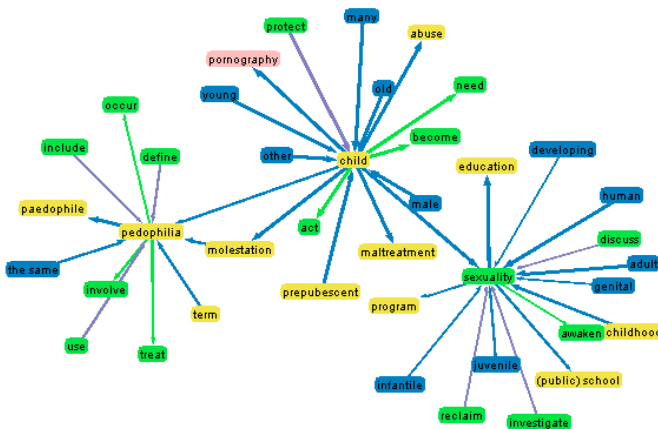 many
protect
abuse
pornography
old
need
young
occur
become
include
define
other
child
education
developing
paedophile
male
human
pedophilia
molestation
act
discuss
the same
maltreatment
adult
sexuality
genital
involve
prepubescent
program
term
awaken
childhood
use
treat
juvenile
(public) school
infantile
reclaim
investigate